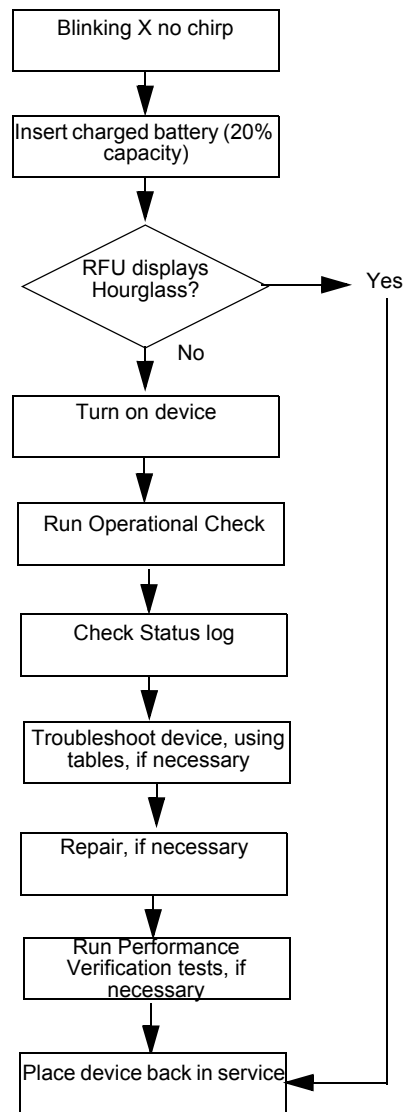 Blinking X no chirp
Insert charged battery (20%
capacity)
RFU displays
Hourglass?
Yes
No
Turn on device
Run Operational Check
Check Status log
Troubleshoot device, using
tables, if necessary
Repair, if necessary
Run Performance
Verification tests, if
necessary
Place device back in service